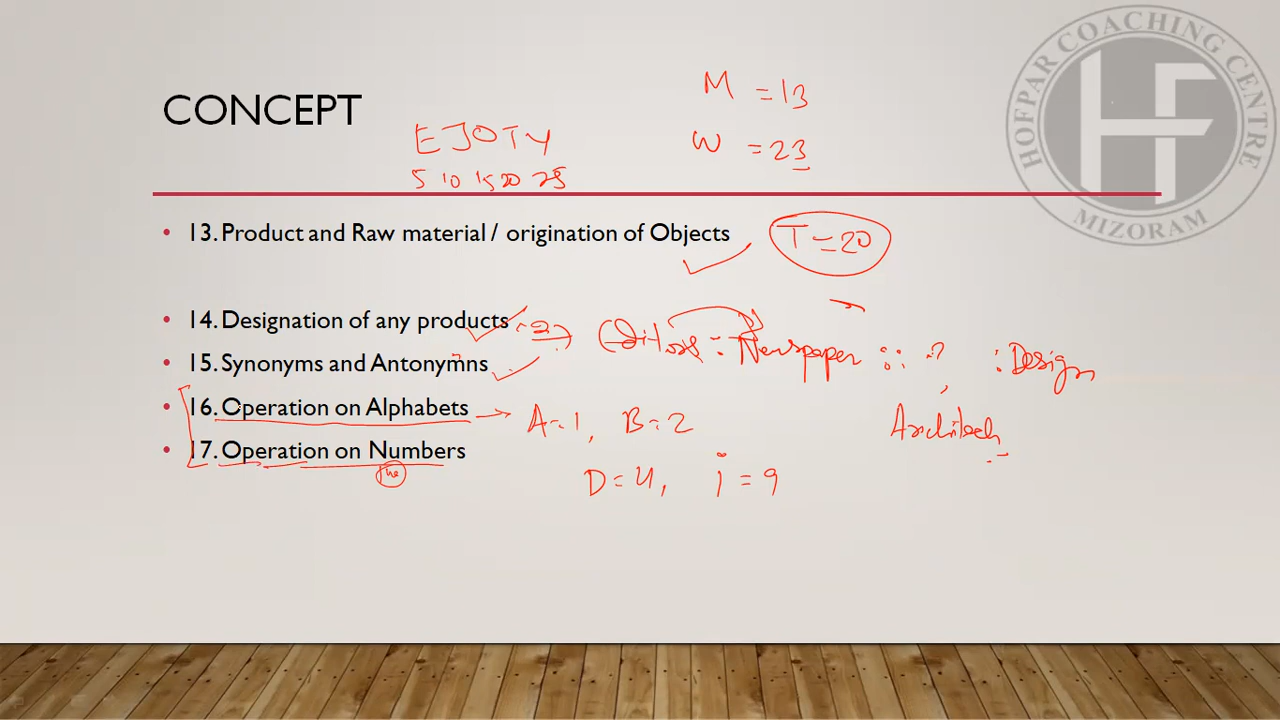 CONCEPT
M = 13
W = 23
EJOTY
5 10 15 20 25
HOFPAR COACHING CENTRE
MIZORAM
• 13. Product and Raw material / origination of Objects
T = 20
• 14. Designation of any products
Newspaper :: ? : Design
• 15. Synonyms and Antonymns
• 16. Operation on Alphabets → A=1, B=2
Architech
• 17. Operation on Numbers
D=4, i=9